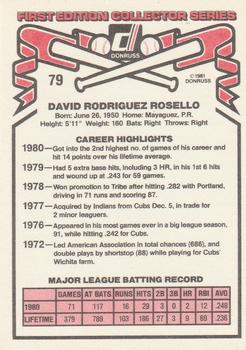 FIRST EDITION COLLECTOR SERIES
DONRUSS
79
© 1981
DONRUSS
DAVID RODRIGUEZ ROSELLO
Born: June 26, 1950 Home: Mayaguez, P.R.
Height: 5'11" Weight: 160 Bats: Right Throws: Right
CAREER HIGHLIGHTS
1980— Got into the 2nd highest no. of games of his career and
hit 14 points over his lifetime average.
1979— Had 5 extra base hits, including 3 HR, in his 1st 6 hits
and wound up at .243 for 59 games.
1978— Won promotion to Tribe after hitting .282 with Portland,
driving in 71 runs and scoring 87.
1977— Acquired by Indians from Cubs Dec. 5, in trade for
2 minor leaguers.
1976— Appeared in his most games ever in a big league season,
91, while hitting .242 for Cubs.
1972— Led American Association in total chances (686), and
double plays by shortstop (88) while playing for Cubs'
Wichita farm.
MAJOR LEAGUE BATTING RECORD
GAMES AT BATS RUNS HITS 2B 3B HR RBI AVG
1980 71 117 16 29 3 0 2 12 .248
LIFETIME 379 789 103 186 27 3 9 69 .236